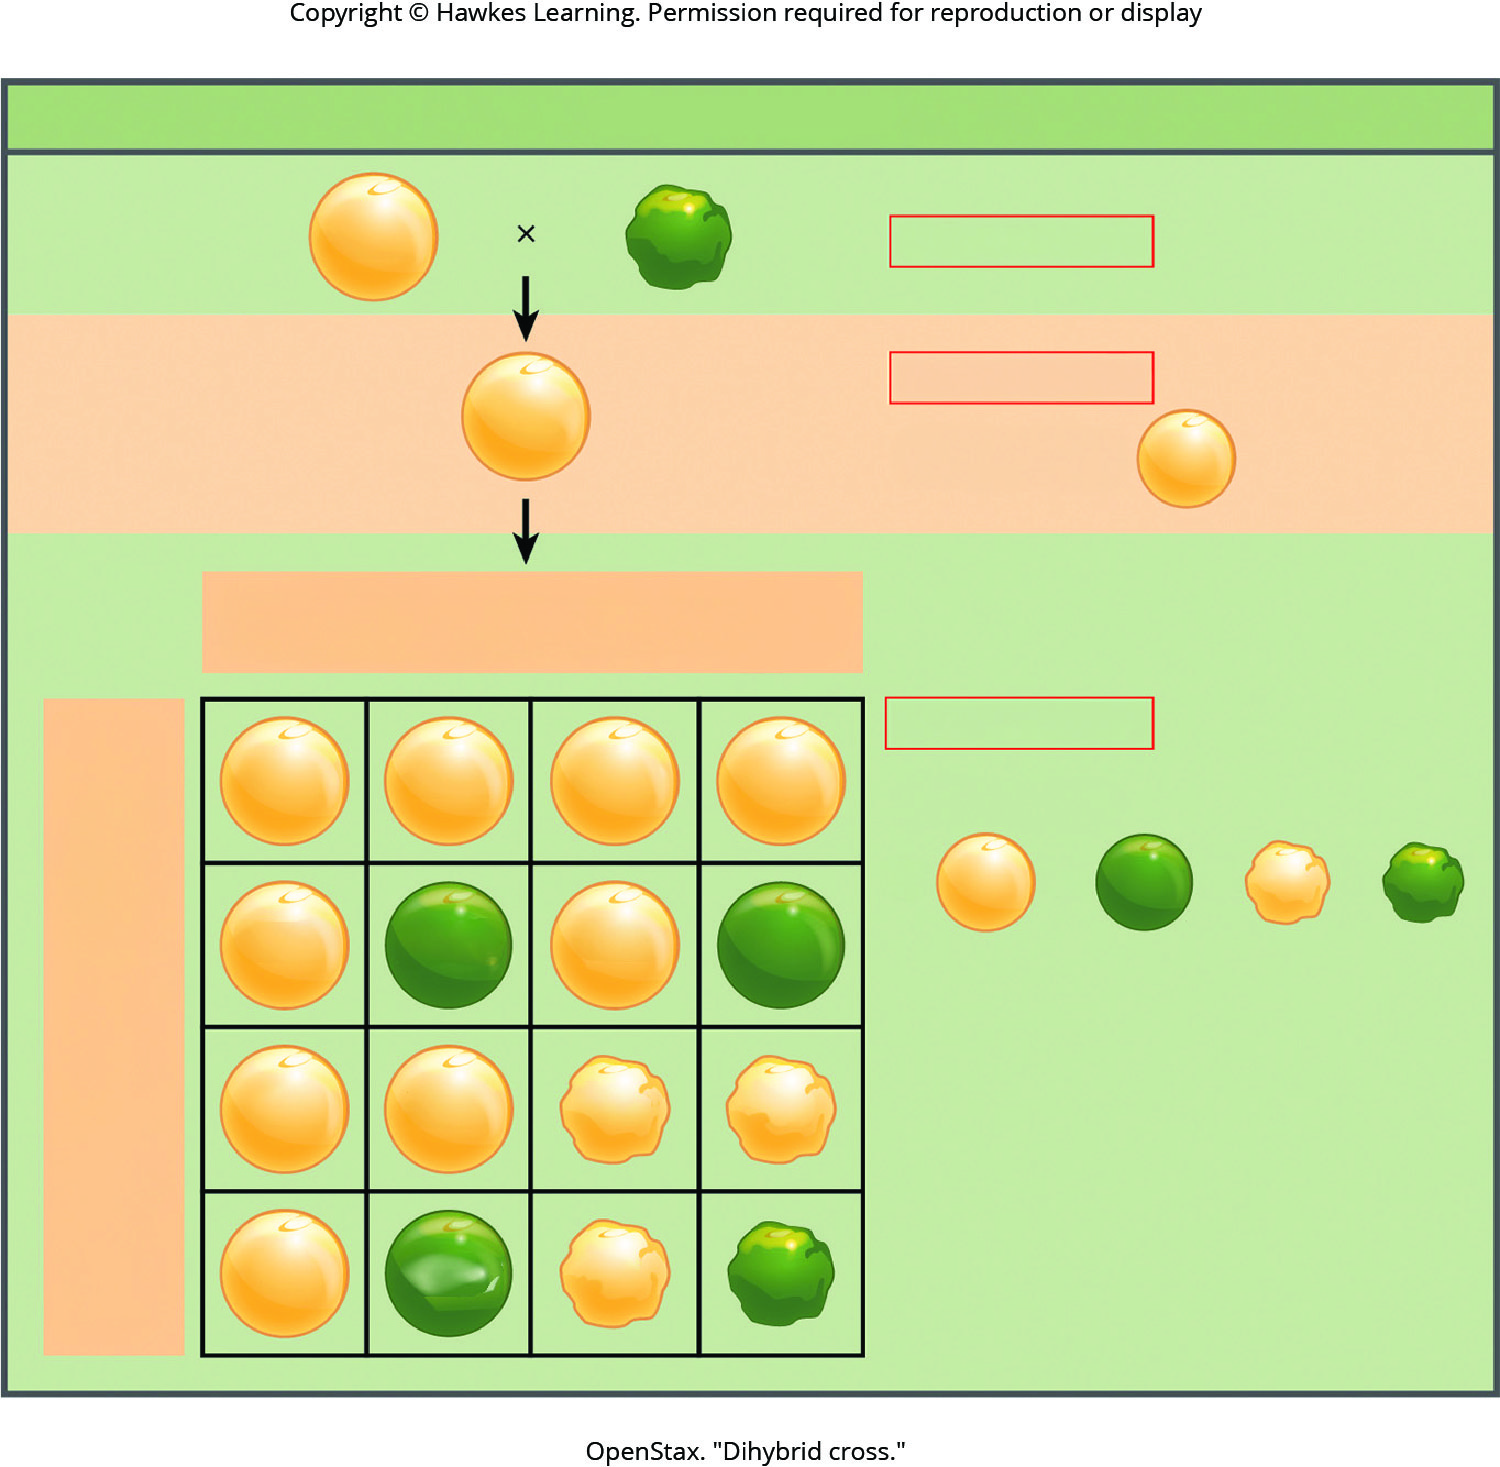 Copyright © Hawkes Learning. Permission required for reproduction or display
×
OpenStax. "Dihybrid cross."